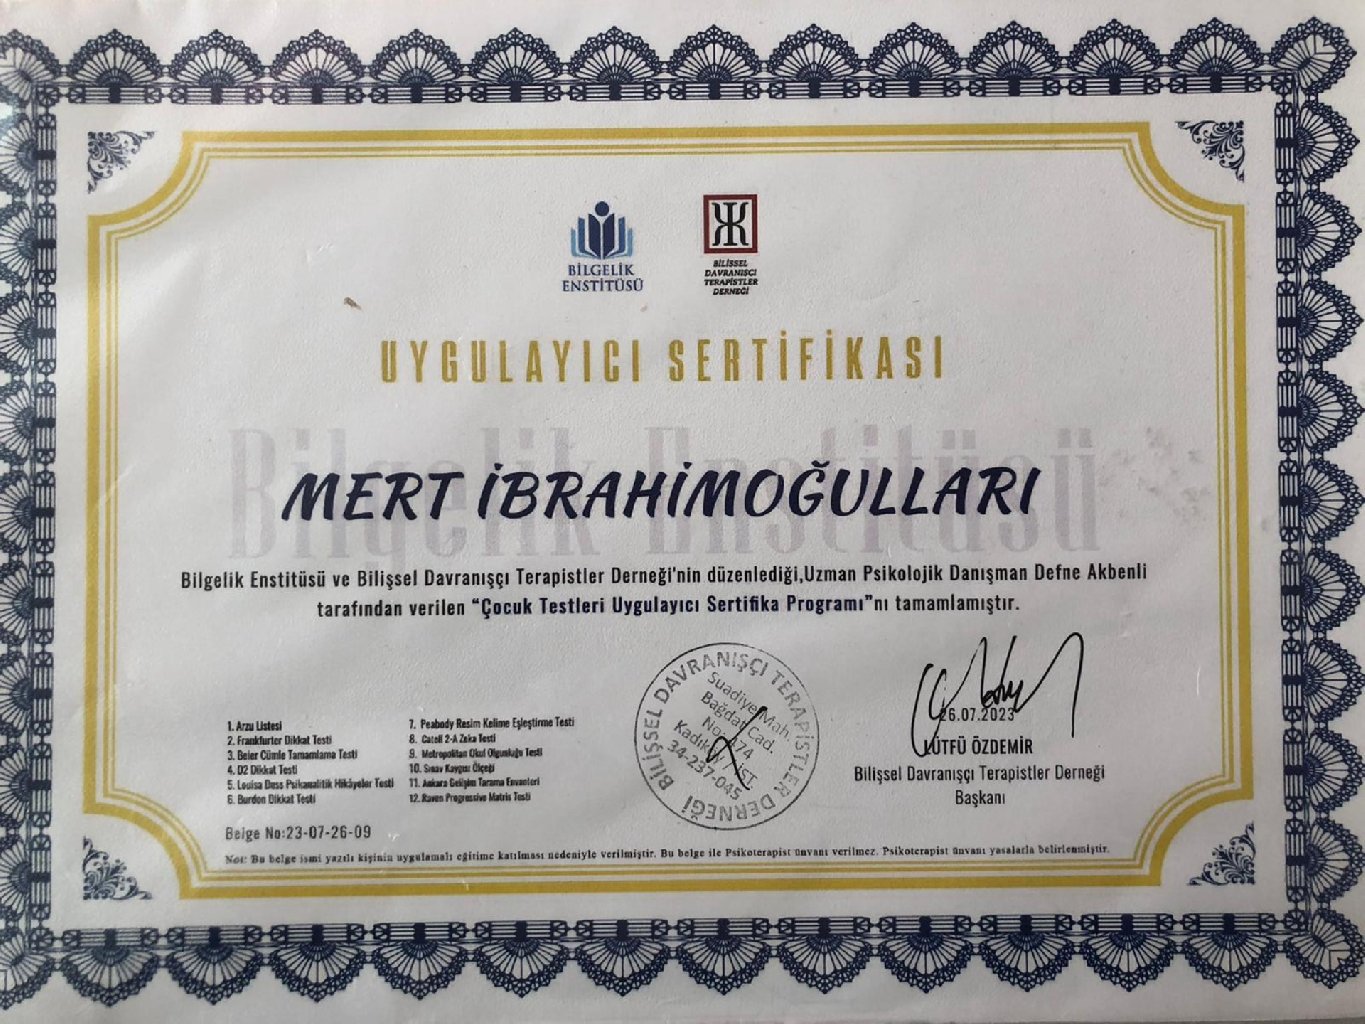 BİLGELİK
ENSTİTÜSÜ
BİLİSSEL
DAVRANIŞCI
TERAPİSTLER
DERNEĞİ
UYGULAYICI SERTİFİKASI
Bilgelik Enstitüsü
MERT İBRAHİMOĞULLARI
Bilgelik Enstitüsü ve Bilişsel Davranışçı Terapistler Derneği'nin düzenlediği,Uzman Psikolojik Danışman Defne Akbenli
tarafından verilen “Çocuk Testleri Uygulayıcı Sertifika Programı”nı tamamlamıştır.
1. Arzu Listesi
2. Frankfurter Dikkat Testi
3. Beier Cümle Tamamlama Testi
4. D2 Dikkat Testi
5. Louisa Duss Psikanalitik Hikâyeler Testi
6. Burdon Dikkat Testi
7. Peabody Resim Kelime Eşleştirme Testi
8. Catell 2-A Zeka Testi
9. Metropolitan Okul Olgunluğu Testi
10. Sınav Kaygısı Ölçeği
11. Ankara Gelişim Tarama Envanteri
12. Raven Progressive Matris Testi
BİLİŞSEL DAVRANIŞÇI TERAPİSTLER DERNEĞİ
Suadiye Mah.
Bağdat Cad.
No: 474
Kadıköy İST.
34-237-045
26.07.2023
LÜTFÜ ÖZDEMİR
Bilişsel Davranışçı Terapistler Derneği
Başkanı
Belge No:23-07-26-09
Not: Bu belge ismi yazılı kişinin uygulamalı eğitime katılması nedeniyle verilmiştir. Bu belge ile Psikoterapist ünvanı verilmez. Psikoterapist ünvanı yasalarla belirlenmiştir.